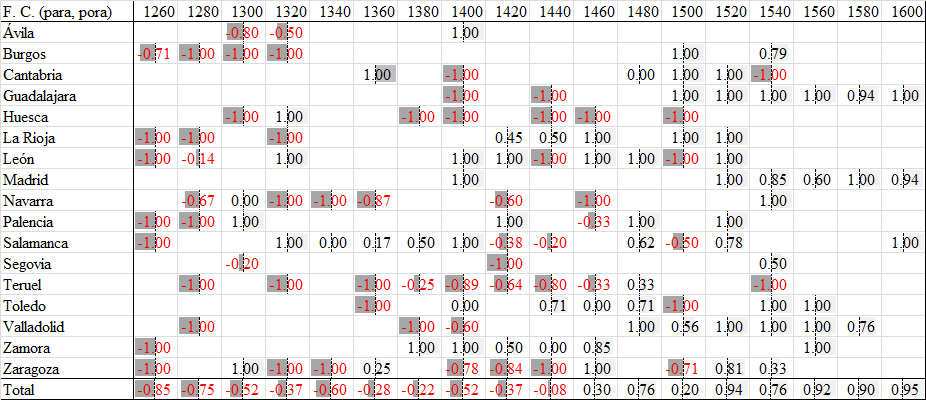 F. C. (para, pora) 1260 1280 1300 1320 1340 1360 1380 1400 1420 1440 1460 1480 1500 1520 1540 1560 1580 1600
Ávila -0.80 -0.50 1.00
Burgos -0.71 -1.00 -1.00 -1.00 1.00 0.79
Cantabria 1.00 -1.00 0.00 1.00 1.00 -1.00
Guadalajara -1.00 -1.00 1.00 1.00 1.00 1.00 0.94 1.00
Huesca -1.00 1.00 -1.00 -1.00 -1.00 -1.00 -1.00
La Rioja -1.00 -1.00 -1.00 0.45 0.50 1.00 1.00 1.00
León -1.00 -0.14 1.00 1.00 1.00 -1.00 1.00 1.00 -1.00 1.00
Madrid 1.00 1.00 0.85 0.60 1.00 0.94
Navarra -0.67 0.00 -1.00 -1.00 -0.87 -0.60 -1.00 1.00
Palencia -1.00 -1.00 1.00 1.00 -0.33 1.00 1.00
Salamanca -1.00 1.00 0.00 0.17 0.50 1.00 -0.38 -0.20 0.62 -0.50 0.78 1.00
Segovia -0.20 -1.00 0.50
Teruel -1.00 -1.00 -1.00 -0.25 -0.89 -0.64 -0.80 -0.33 0.33 -1.00
Toledo -1.00 0.00 0.71 0.00 0.71 -1.00 1.00 1.00
Valladolid -1.00 -1.00 -0.60 1.00 0.56 1.00 1.00 1.00 0.76
Zamora -1.00 1.00 1.00 0.50 0.00 0.85 1.00
Zaragoza -1.00 1.00 -1.00 -1.00 0.25 -0.78 -0.84 -1.00 1.00 -0.71 0.81 0.33
Total -0.85 -0.75 -0.52 -0.37 -0.60 -0.28 -0.22 -0.52 -0.37 -0.08 0.30 0.76 0.20 0.94 0.76 0.92 0.90 0.95